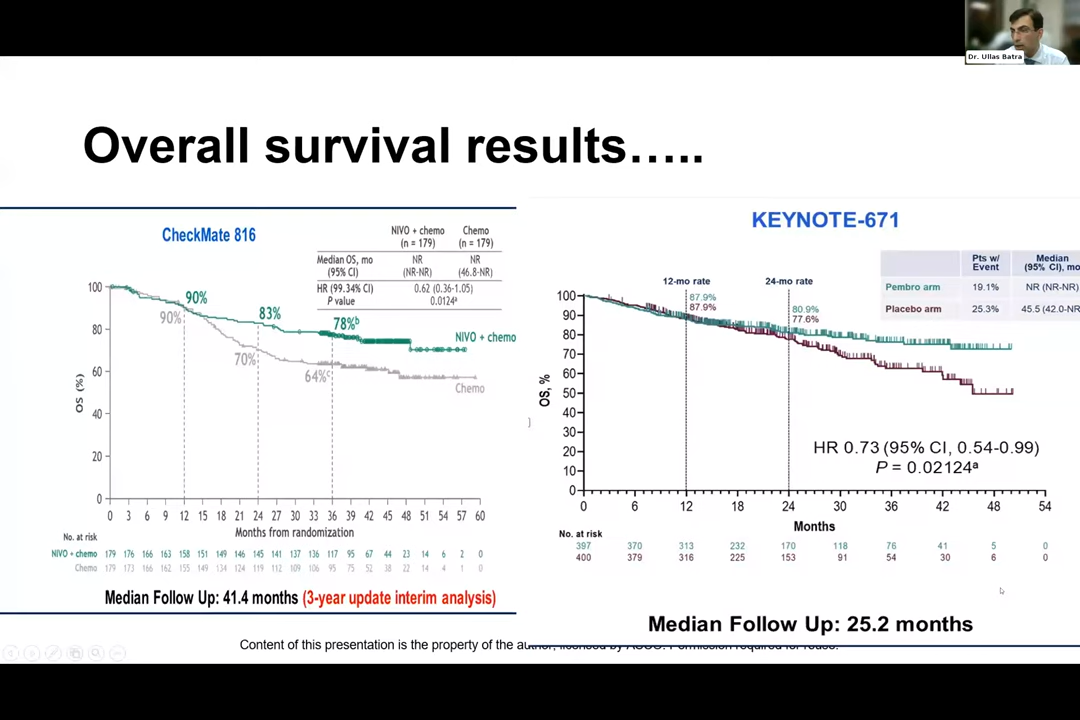 Dr. Ullas Batra
Overall survival results…..
CheckMate 816
NIVO + chemo Chemo
(n = 179) (n = 179)
Median OS, mo NR NR
(95% CI) (NR-NR) (46.8-NR)
HR (99.34% CI) 0.62 (0.36-1.05)
P value 0.0124ᵃ
100
80
60
40
20
0
OS (%)
90%
90%
83%
70%
78%ᵇ
64%ᶜ
NIVO + chemo
Chemo
0 3 6 9 12 15 18 21 24 27 30 33 36 39 42 45 48 51 54 57 60
Months from randomization
No. at risk
NIVO + chemo 179 176 166 163 158 151 149 146 145 141 137 136 117 95 67 44 23 14 6 2 0
Chemo 179 173 166 162 155 149 134 124 119 112 109 106 95 75 52 38 22 14 4 1 0
Median Follow Up: 41.4 months (3-year update interim analysis)
KEYNOTE-671
Pts w/ Median
Event (95% CI), mo
Pembro arm 19.1% NR (NR-NR)
Placebo arm 25.3% 45.5 (42.0-NR
12-mo rate 24-mo rate
87.9%
87.9%
80.9%
77.6%
100
90
80
70
60
50
40
30
20
10
0
OS, %
HR 0.73 (95% CI, 0.54-0.99)
P = 0.02124ᵃ
0 6 12 18 24 30 36 42 48 54
Months
No. at risk
397 370 313 232 170 118 76 41 5 0
400 379 316 225 153 91 54 30 6 0
Median Follow Up: 25.2 months
Content of this presentation is the property of the author, licensed by ASCO. Permission required for reuse.